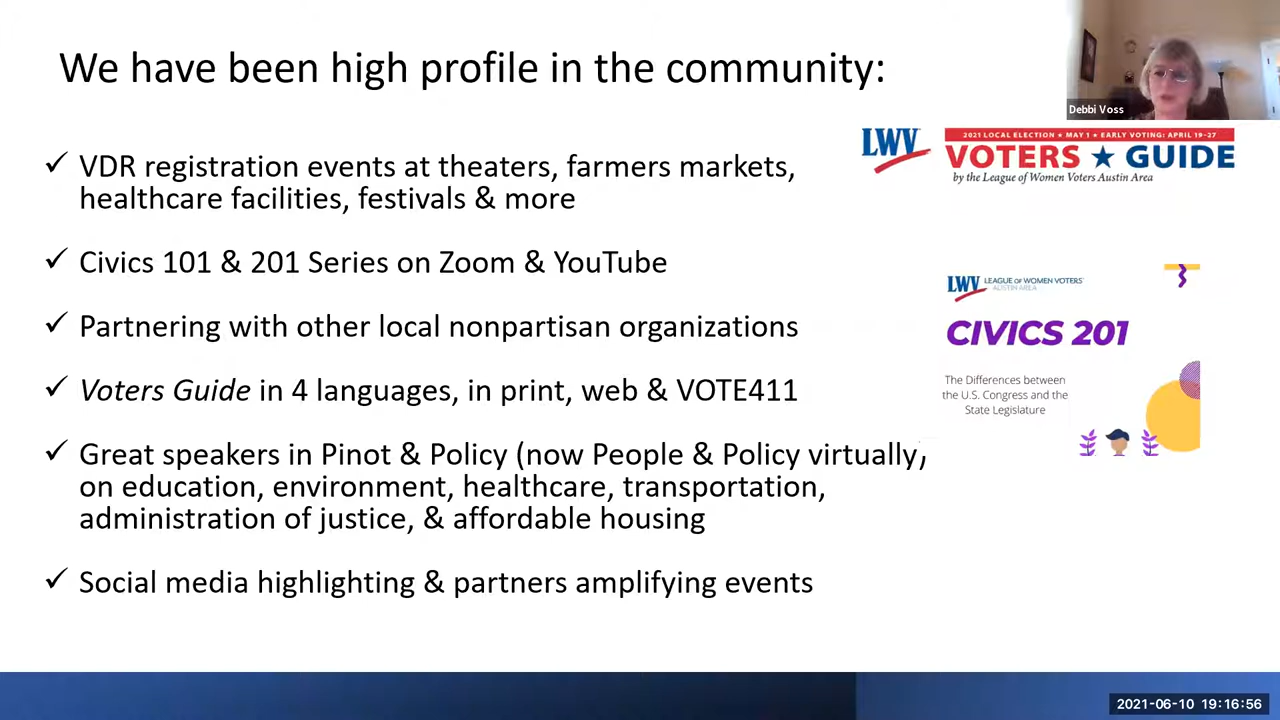 We have been high profile in the community:
Debbi Voss
✓ VDR registration events at theaters, farmers markets,
healthcare facilities, festivals & more
✓ Civics 101 & 201 Series on Zoom & YouTube
✓ Partnering with other local nonpartisan organizations
✓ Voters Guide in 4 languages, in print, web & VOTE411
✓ Great speakers in Pinot & Policy (now People & Policy virtually)
on education, environment, healthcare, transportation,
administration of justice, & affordable housing
✓ Social media highlighting & partners amplifying events
LWV
2021 LOCAL ELECTION ★ MAY 1 ★ EARLY VOTING: APRIL 19-27
VOTERS ★ GUIDE
by the League of Women Voters Austin Area
LWV LEAGUE OF WOMEN VOTERS®
AUSTIN AREA
CIVICS 201
The Differences between
the U.S. Congress and the
State Legislature
2021-06-10 19:16:56